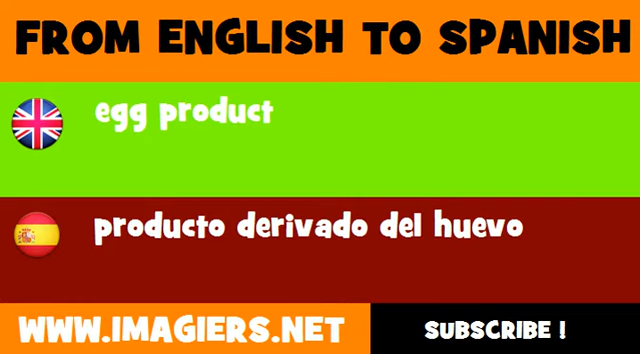 FROM ENGLISH TO SPANISH
egg product
producto derivado del huevo
WWW.IMAGIERS.NET
SUBSCRIBE !